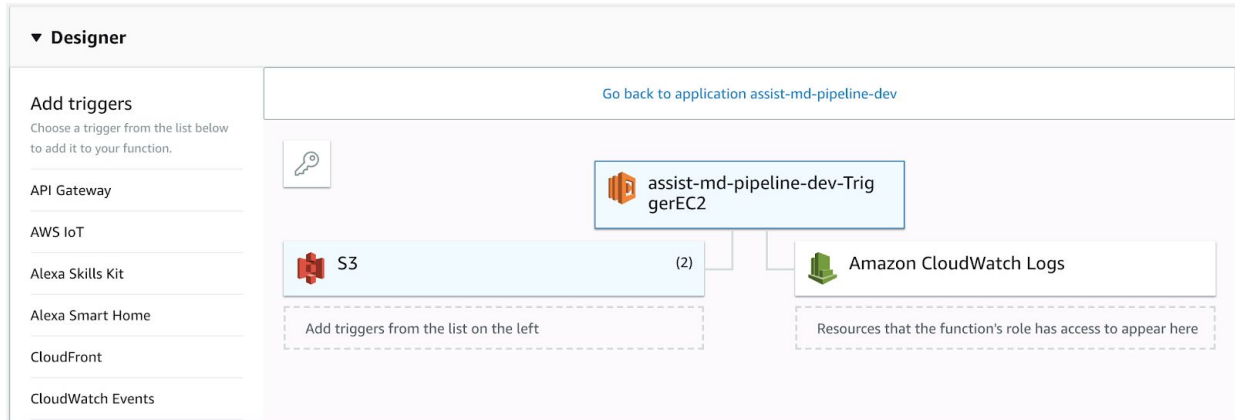 Designer
Add triggers
Choose a trigger from the list below
to add it to your function.
API Gateway
AWS IoT
Alexa Skills Kit
Alexa Smart Home
CloudFront
CloudWatch Events
Go back to application assist-md-pipeline-dev
assist-md-pipeline-dev-Trig
gerEC2
S3 (2)
Add triggers from the list on the left
Amazon CloudWatch Logs
Resources that the function's role has access to appear here